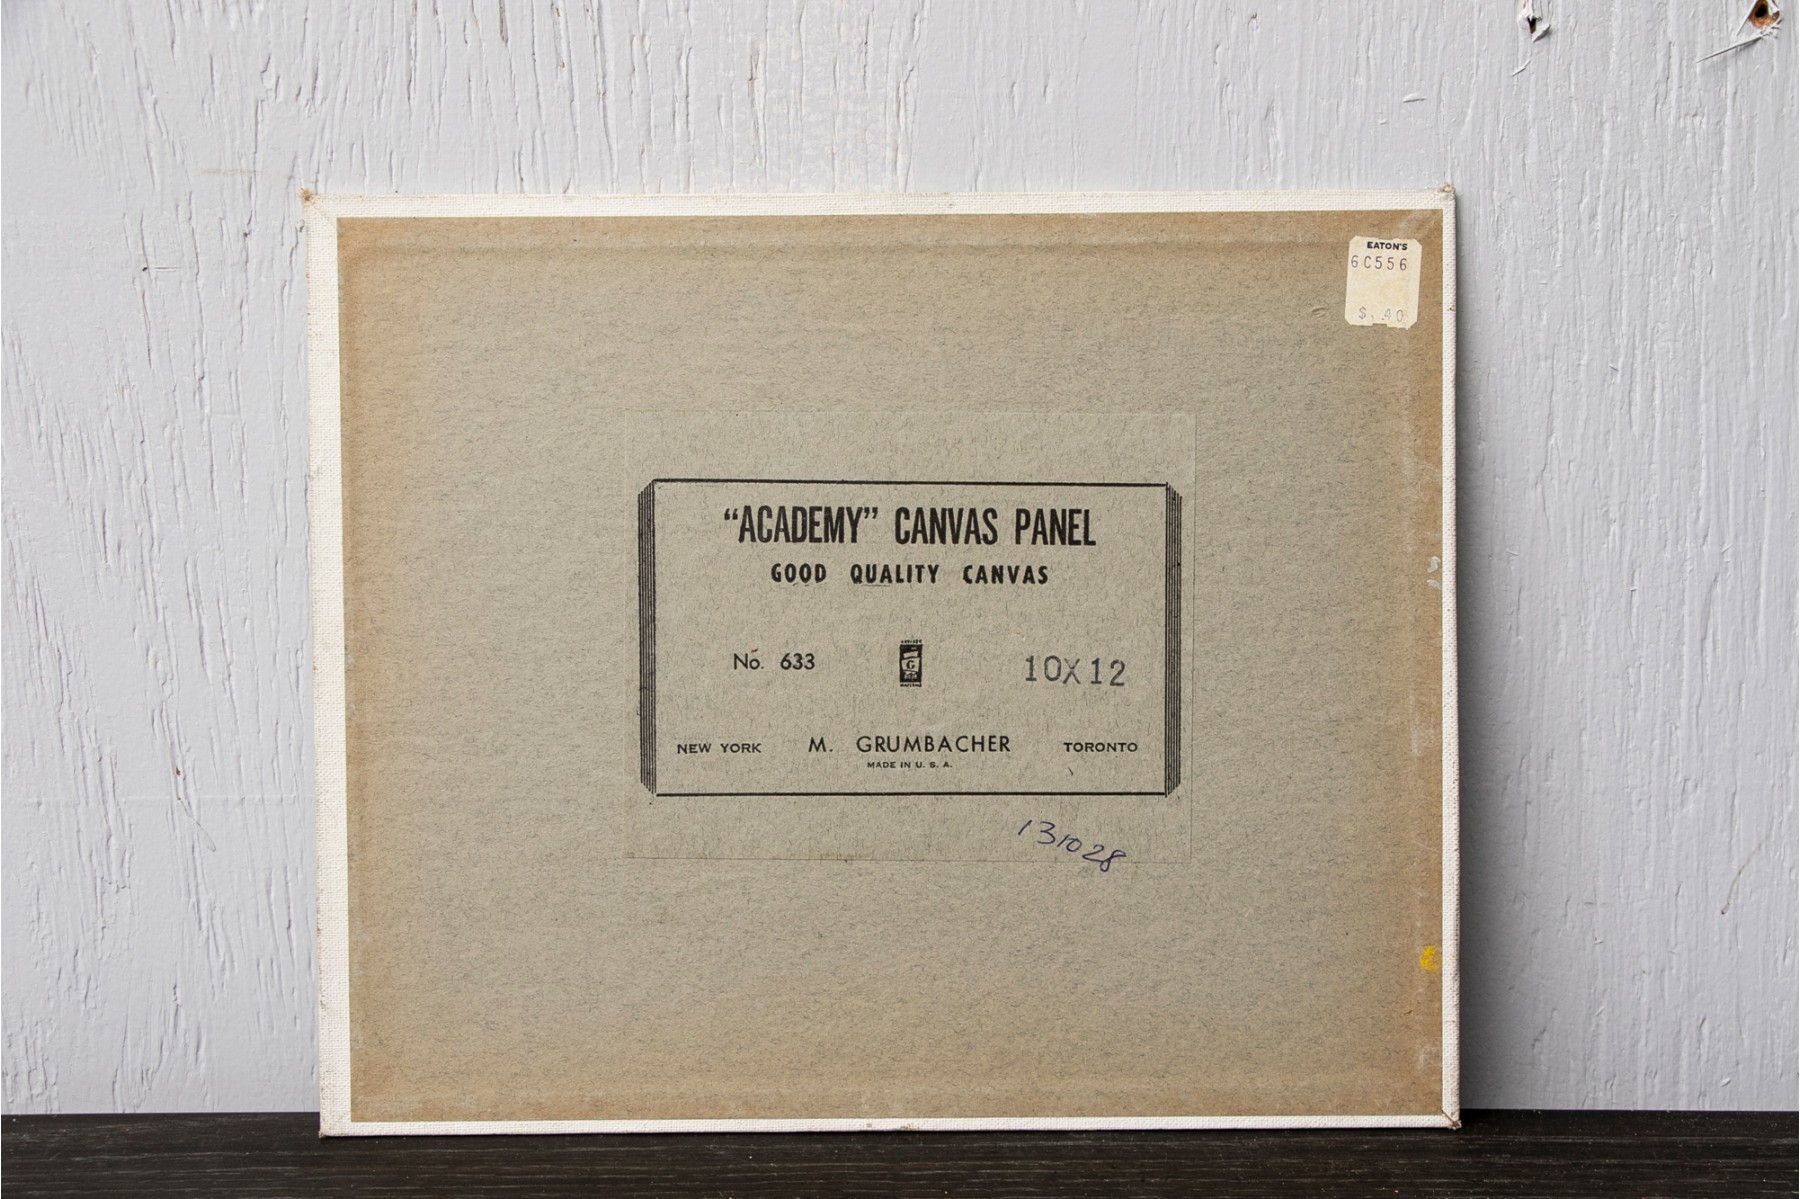 EATON'S
6C556
$ .40
“ACADEMY” CANVAS PANEL
GOOD QUALITY CANVAS
No. 633
G
10X12
NEW YORK M. GRUMBACHER TORONTO
MADE IN U. S. A.
131028